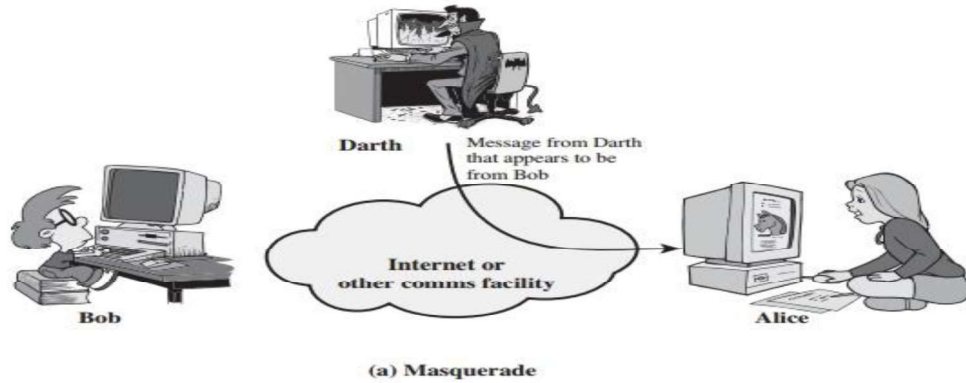 Darth
Message from Darth
that appears to be
from Bob
Internet or
other comms facility
Bob
Alice
(a) Masquerade